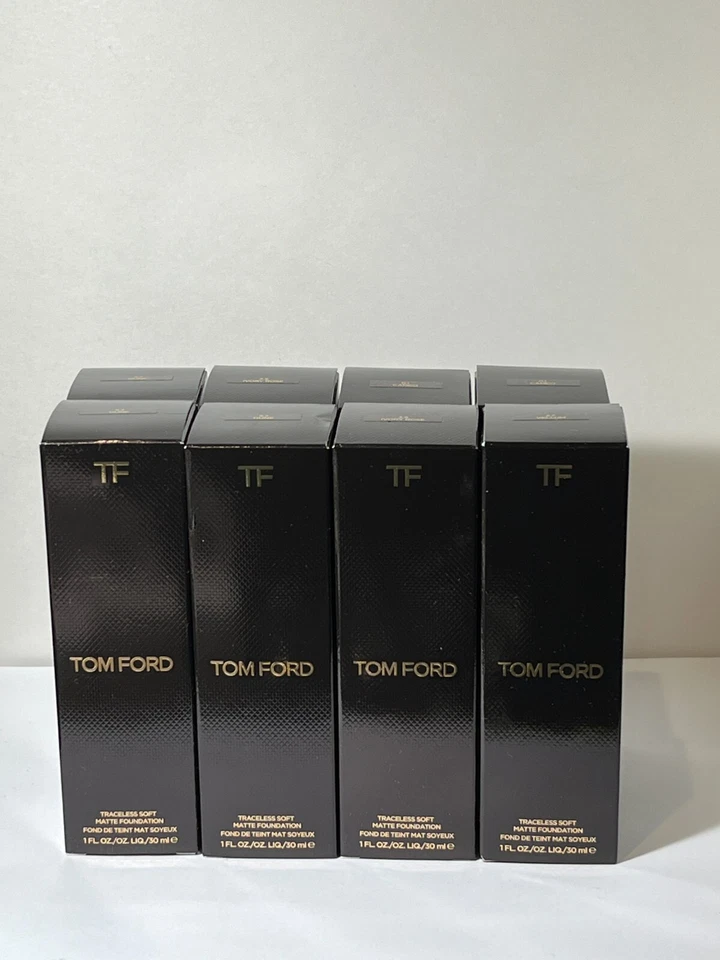 TF
TOM FORD
TRACELESS SOFT
MATTE FOUNDATION
FOND DE TEINT MAT SOYEUX
1 FL. OZ./OZ. LIQ./30 ml e
TF
TOM FORD
TRACELESS SOFT
MATTE FOUNDATION
FOND DE TEINT MAT SOYEUX
1 FL. OZ./OZ. LIQ./30 ml e
TF
TOM FORD
TRACELESS SOFT
MATTE FOUNDATION
FOND DE TEINT MAT SOYEUX
1 FL. OZ./OZ. LIQ./30 ml e
TF
TOM FORD
TRACELESS SOFT
MATTE FOUNDATION
FOND DE TEINT MAT SOYEUX
1 FL. OZ./OZ. LIQ./30 ml e